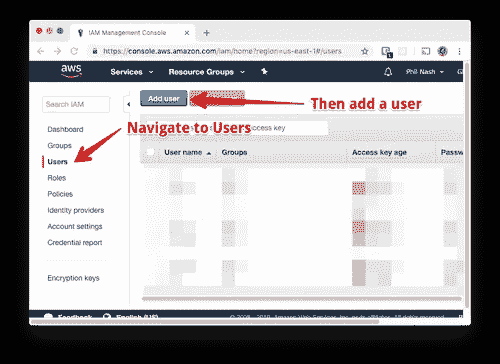 IAM Management Console
https://console.aws.amazon.com/iam/home?region=us-east-1#/users
aws
Services
Resource Groups
Phil Nash
Search IAM
Add user
Then add a user
Navigate to Users
access key
Dashboard
Groups
Users
Roles
Policies
Identity providers
Account settings
Credential report
Encryption keys
User name
Groups
Access key age
Passw
Feedback
English (US)